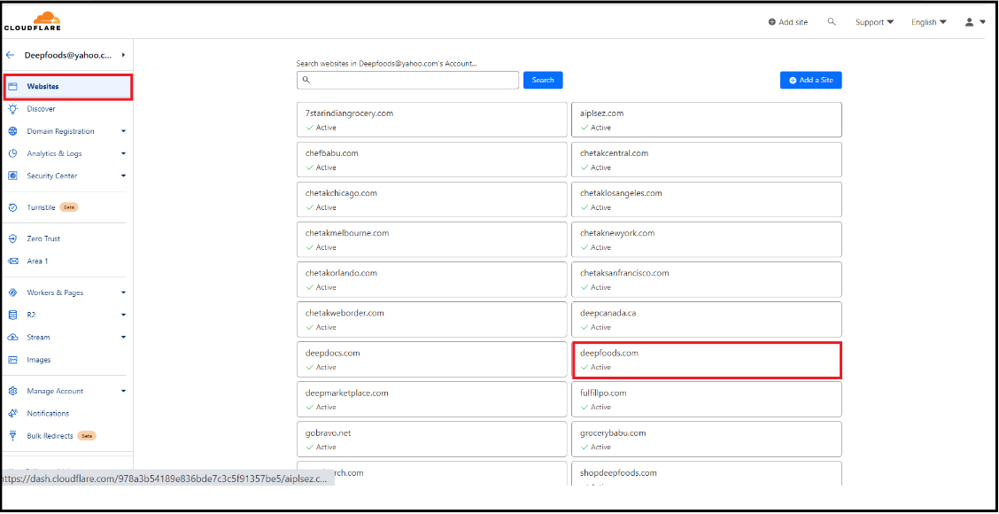 CLOUDFLARE
Add site
Support
English
Deepfoods@yahoo.c...
Websites
Discover
Domain Registration
Analytics & Logs
Security Center
Turnstile Beta
Zero Trust
Area 1
Workers & Pages
R2
Stream
Images
Manage Account
Notifications
Bulk Redirects Beta
Search websites in Deepfoods@yahoo.com's Account...
Search
Add a Site
7starindiangrocery.com
Active
aiplsez.com
Active
chefbabu.com
Active
chetakcentral.com
Active
chetakchicago.com
Active
chetaklosangeles.com
Active
chetakmelbourne.com
Active
chetaknewyork.com
Active
chetakorlando.com
Active
chetaksanfrancisco.com
Active
chetakweborder.com
Active
deepcanada.ca
Active
deepdocs.com
Active
deepfoods.com
Active
deepmarketplace.com
Active
fulfillpo.com
Active
gobravo.net
Active
grocerybabu.com
Active
rch.com
shopdeepfoods.com
https://dash.cloudflare.com/978a3b54189e836bde7c3c5f91357be5/aiplsez.c...